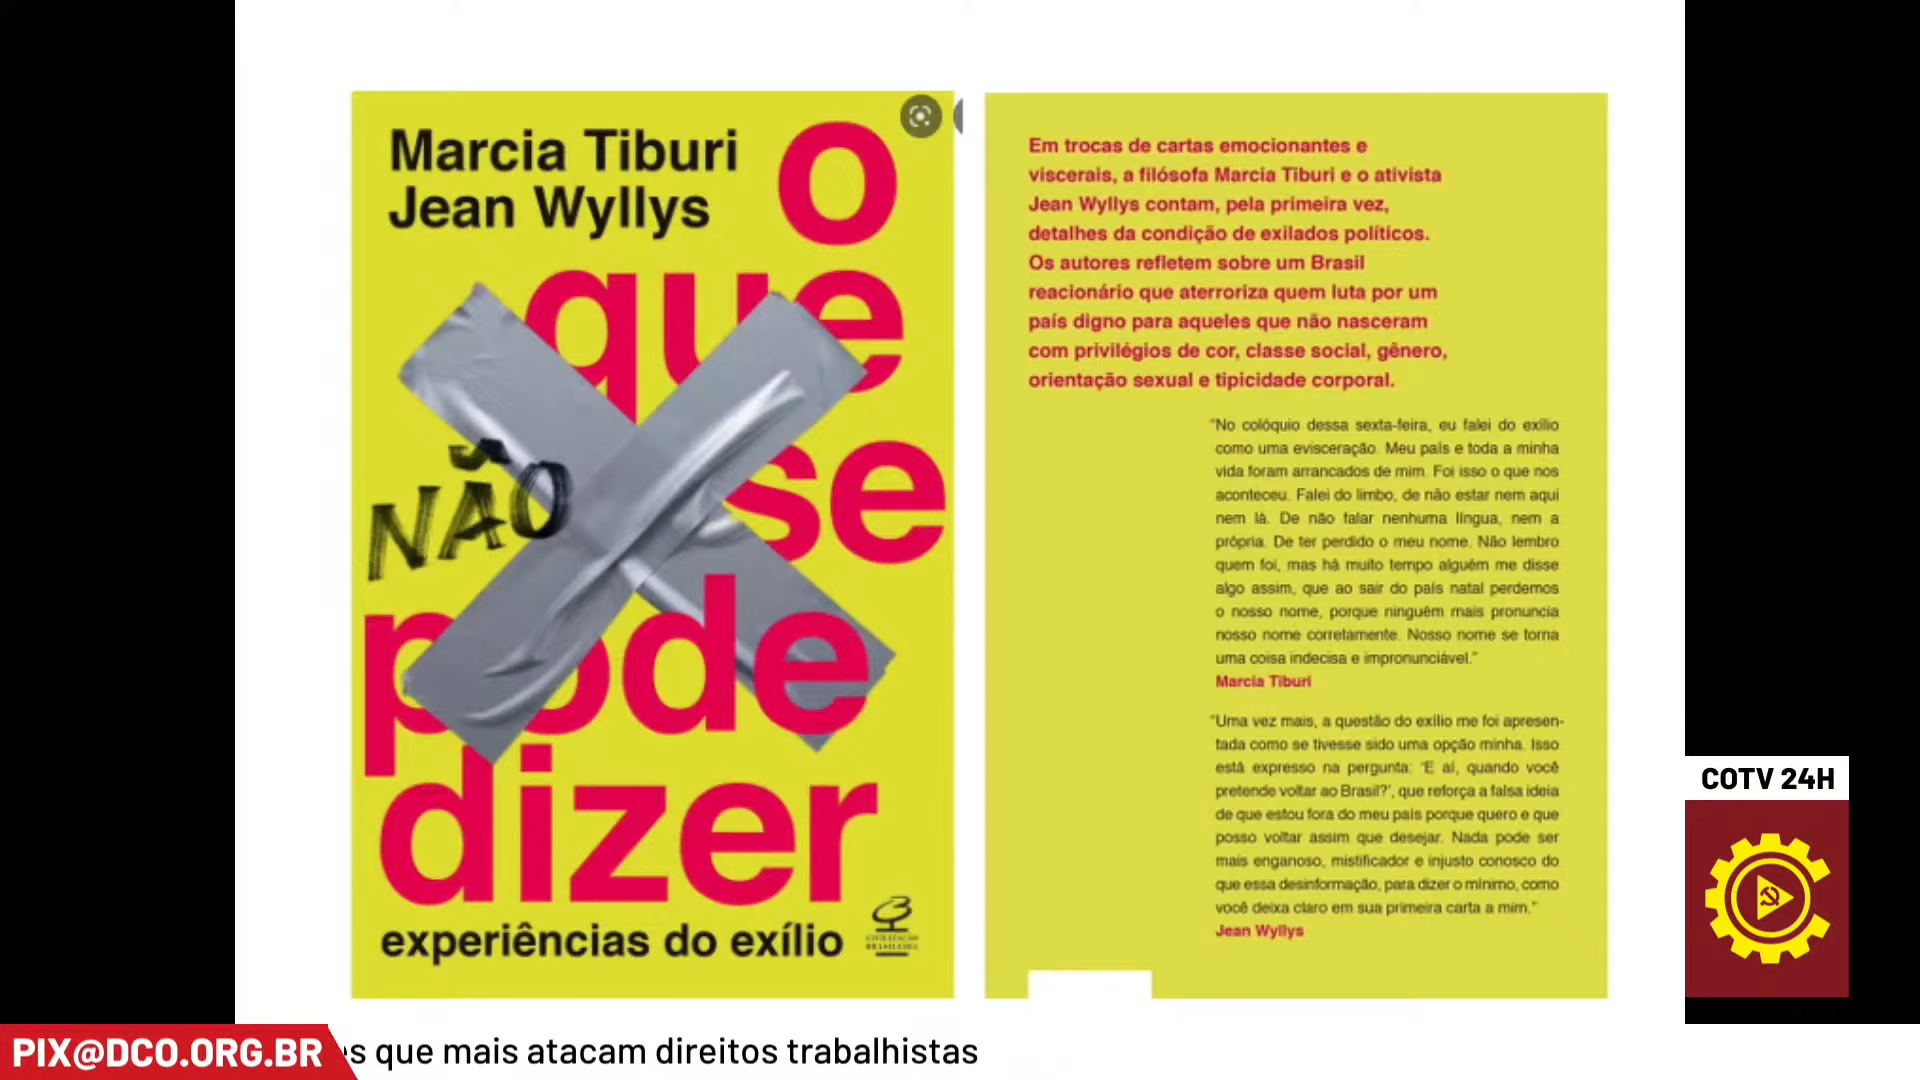 Marcia Tiburi
Jean Wyllys
o
que
NÃO
se
pode
dizer
experiências do exílio
Em trocas de cartas emocionantes e
viscerais, a filósofa Marcia Tiburi e o ativista
Jean Wyllys contam, pela primeira vez,
detalhes da condição de exilados políticos.
Os autores refletem sobre um Brasil
reacionário que aterroriza quem luta por um
país digno para aqueles que não nasceram
com privilégios de cor, classe social, gênero,
orientação sexual e tipicidade corporal.
“No colóquio dessa sexta-feira, eu falei do exílio
como uma evisceração. Meu país e toda a minha
vida foram arrancados de mim. Foi isso o que nos
aconteceu. Falei do limbo, de não estar nem aqui
nem lá. De não falar nenhuma língua, nem a
própria. De ter perdido o meu nome. Não lembro
quem foi, mas há muito tempo alguém me disse
algo assim, que ao sair do país natal perdemos
o nosso nome, porque ninguém mais pronuncia
nosso nome corretamente. Nosso nome se torna
uma coisa indecisa e impronunciável.”
Marcia Tiburi
“Uma vez mais, a questão do exílio me foi apresen-
tada como se tivesse sido uma opção minha. Isso
está expresso na pergunta: ‘E aí, quando você
pretende voltar ao Brasil?’, que reforça a falsa ideia
de que estou fora do meu país porque quero e que
posso voltar assim que desejar. Nada pode ser
mais enganoso, mistificador e injusto conosco do
que essa desinformação, para dizer o mínimo, como
você deixa claro em sua primeira carta a mim.”
Jean Wyllys
COTV 24H
PIX@DCO.ORG.BR
s que mais atacam direitos trabalhistas